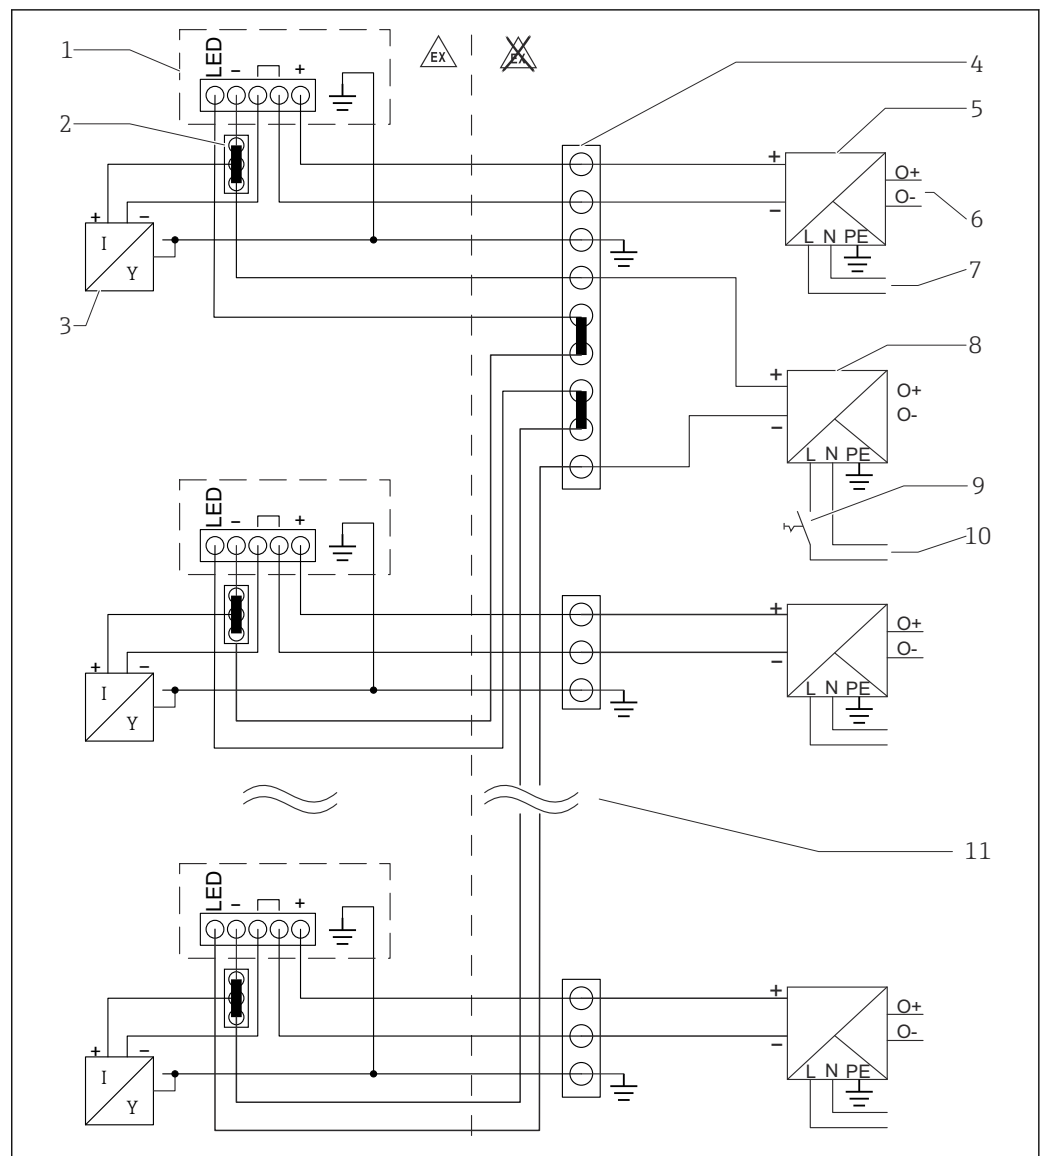 1
LED
-
+
EX
EX
4
2
5
+
-
O+
O-
6
+
-
I
Y
L N PE
7
3
8
+
-
O+
O-
L N PE
9
LED
-
+
10
+
-
O+
O-
+
-
I
Y
L N PE
11
LED
-
+
+
-
O+
O-
+
-
I
Y
L N PE